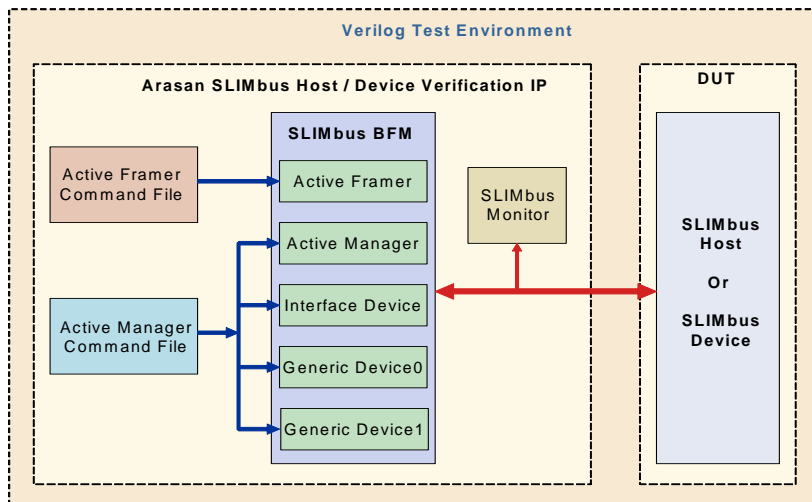 Verilog Test Environment
Arasan SLIMbus Host / Device Verification IP
DUT
SLIMbus BFM
Active Framer
Command File
Active Framer
SLIMbus
Monitor
Active Manager
Interface Device
Active Manager
Command File
Generic Device0
Generic Device1
SLIMbus
Host
Or
SLIMbus
Device